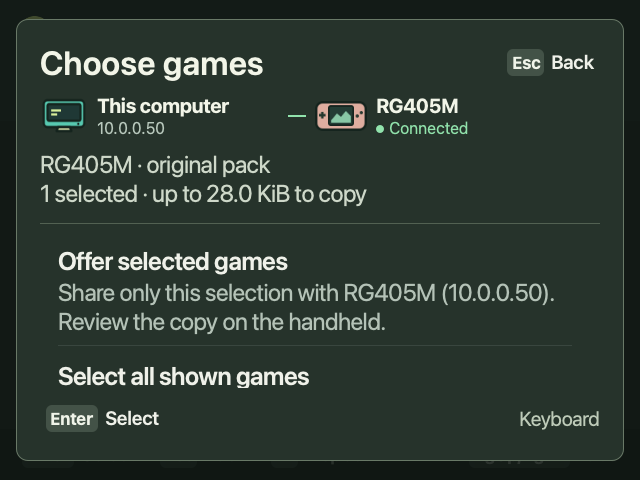 Choose games
Esc Back
This computer
10.0.0.50
RG405M
Connected
RG405M · original pack
1 selected · up to 28.0 KiB to copy
Offer selected games
Share only this selection with RG405M (10.0.0.50).
Review the copy on the handheld.
Select all shown games
Enter Select
Keyboard